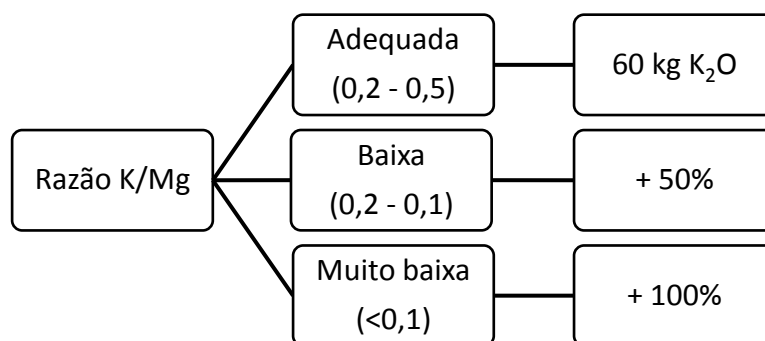 Razão K/Mg
Adequada
(0,2 - 0,5)
60 kg K₂O
Baixa
(0,2 - 0,1)
+ 50%
Muito baixa
(<0,1)
+ 100%